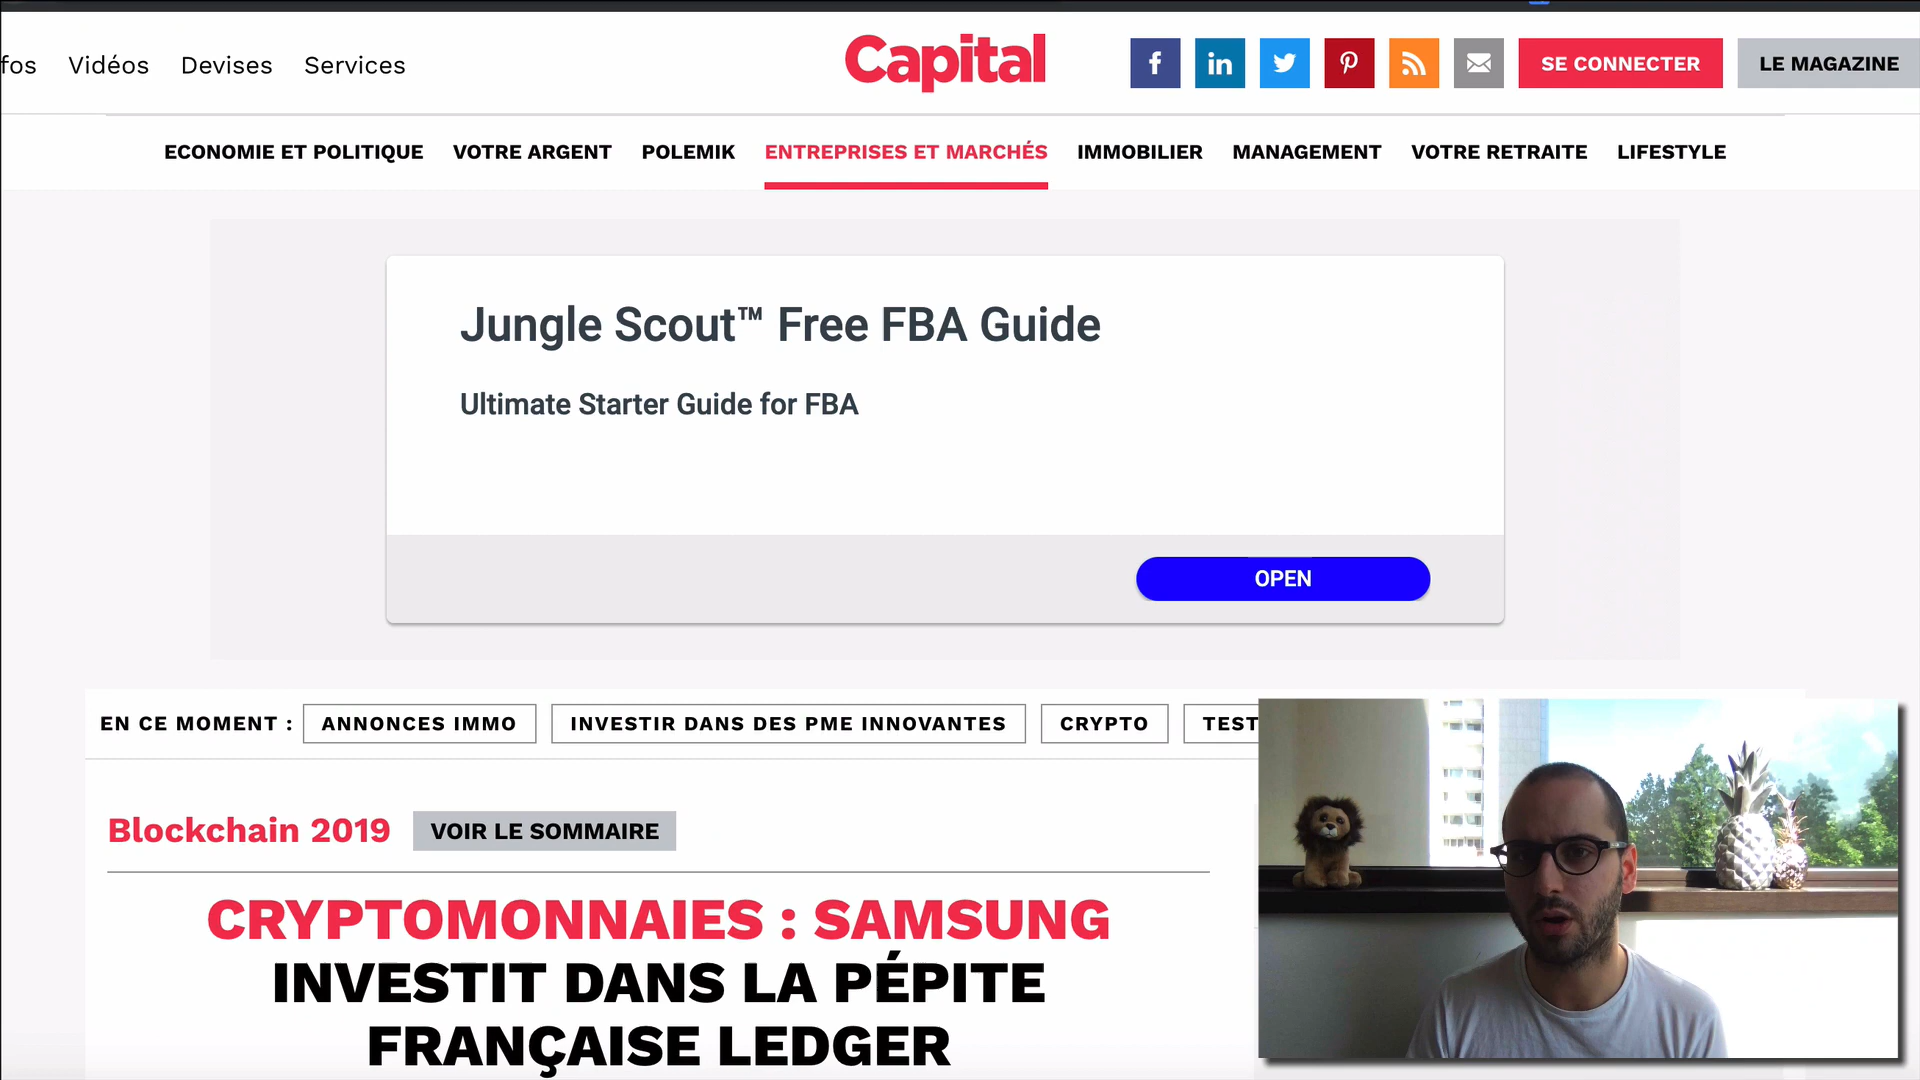 fos Vidéos Devises Services
Capital
f in
SE CONNECTER
LE MAGAZINE
ECONOMIE ET POLITIQUE VOTRE ARGENT POLEMIK ENTREPRISES ET MARCHÉS IMMOBILIER MANAGEMENT VOTRE RETRAITE LIFESTYLE
Jungle Scout™ Free FBA Guide
Ultimate Starter Guide for FBA
OPEN
EN CE MOMENT : ANNONCES IMMO INVESTIR DANS DES PME INNOVANTES CRYPTO TEST
Blockchain 2019 VOIR LE SOMMAIRE
CRYPTOMONNAIES : SAMSUNG
INVESTIT DANS LA PÉPITE
FRANÇAISE LEDGER